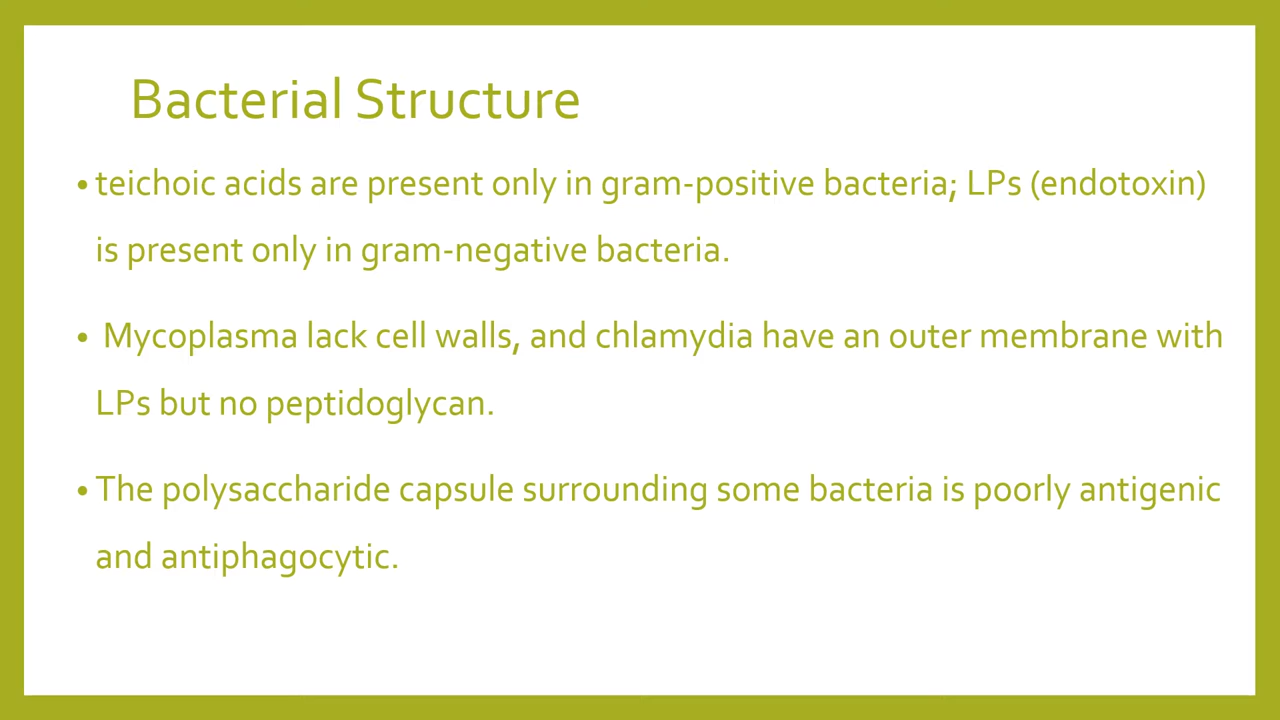 Bacterial Structure
• teichoic acids are present only in gram-positive bacteria; LPs (endotoxin)
is present only in gram-negative bacteria.
• Mycoplasma lack cell walls, and chlamydia have an outer membrane with
LPs but no peptidoglycan.
• The polysaccharide capsule surrounding some bacteria is poorly antigenic
and antiphagocytic.